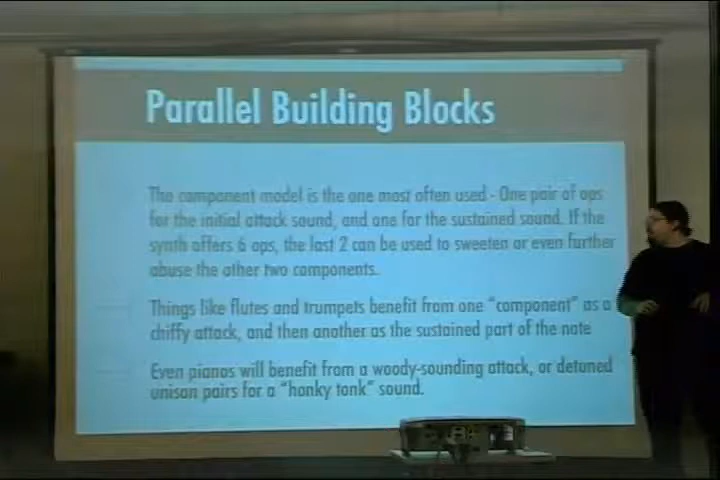 Parallel Building Blocks
The component model is the one most often used - One pair of ops
for the initial attack sound, and one for the sustained sound. If the
synth offers 6 ops, the last 2 can be used to sweeten or even further
abuse the other two components.
Things like flutes and trumpets benefit from one "component" as a
chiffy attack, and then another as the sustained part of the note
Even pianos will benefit from a woody-sounding attack, or detuned
unison pairs for a "honky tonk" sound.